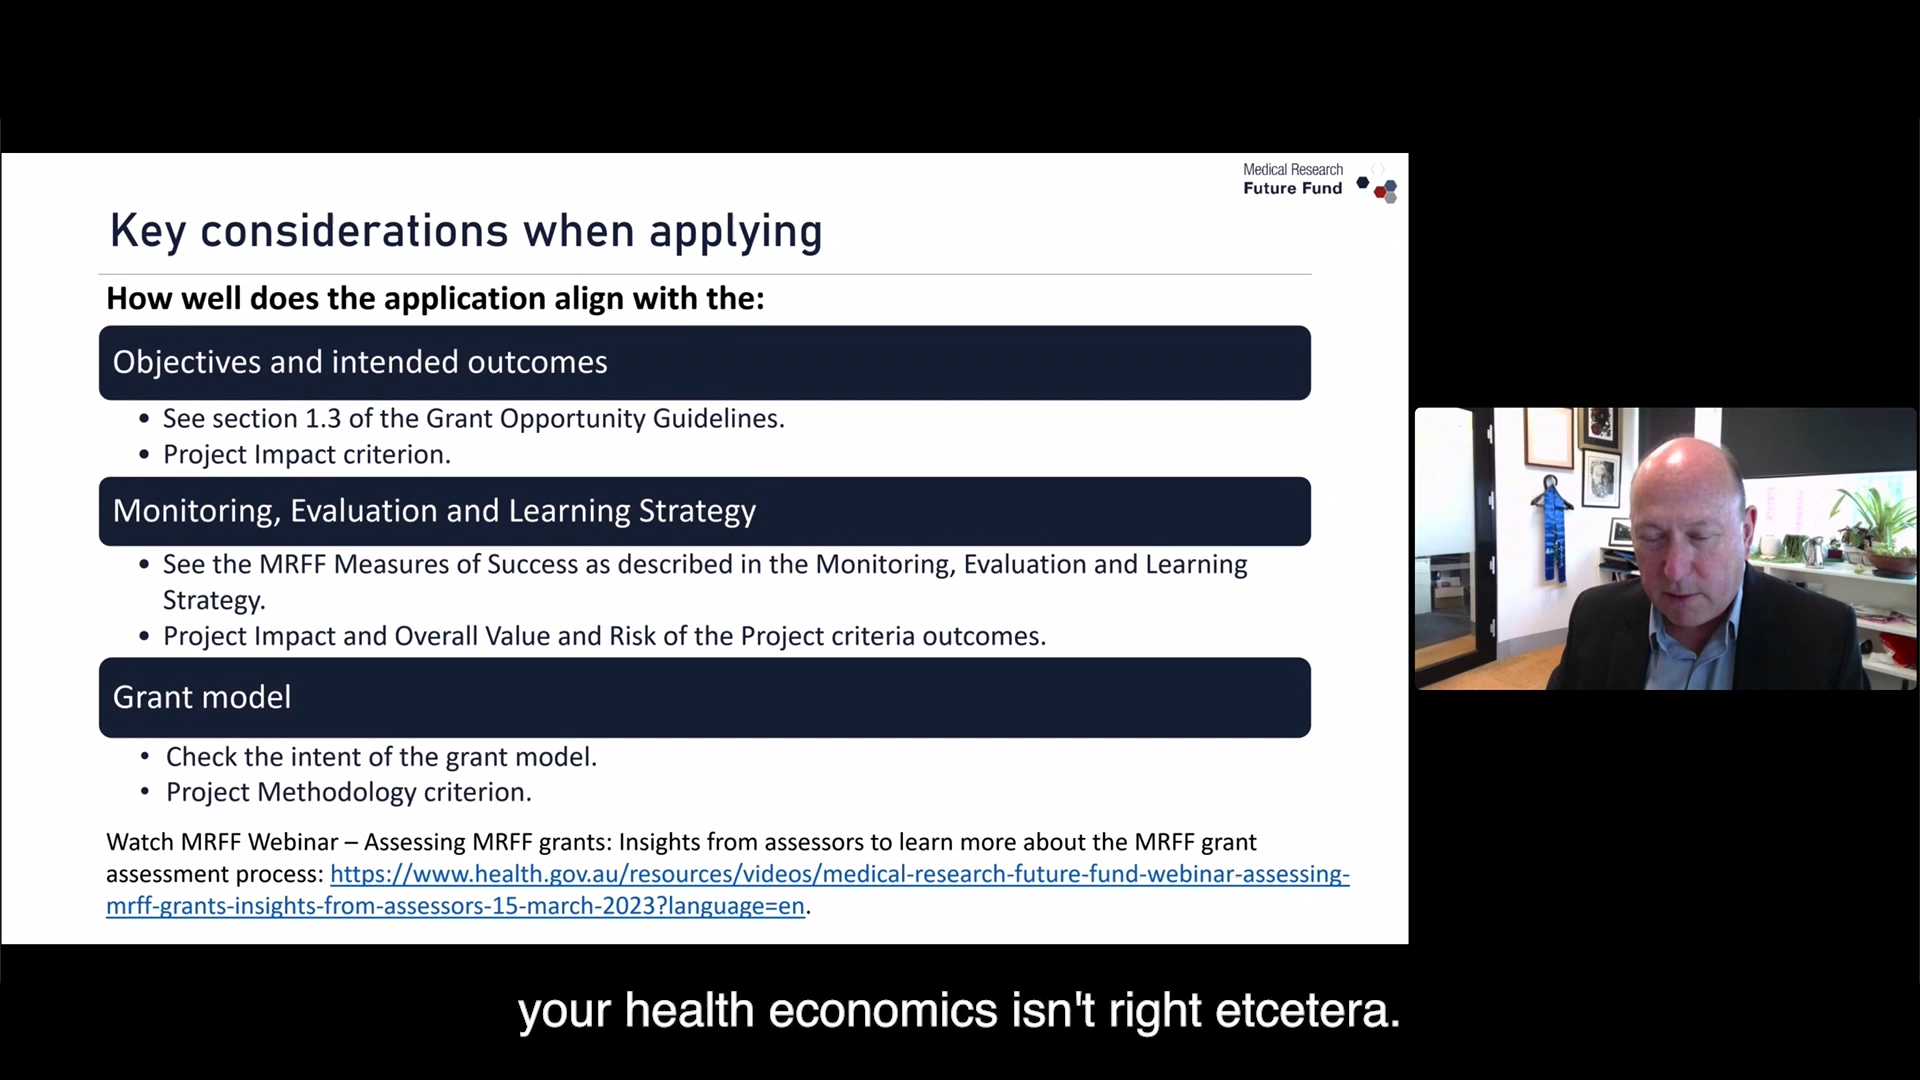 Medical Research
Future Fund
Key considerations when applying
How well does the application align with the:
Objectives and intended outcomes
• See section 1.3 of the Grant Opportunity Guidelines.
• Project Impact criterion.
Monitoring, Evaluation and Learning Strategy
• See the MRFF Measures of Success as described in the Monitoring, Evaluation and Learning
Strategy.
• Project Impact and Overall Value and Risk of the Project criteria outcomes.
Grant model
• Check the intent of the grant model.
• Project Methodology criterion.
Watch MRFF Webinar – Assessing MRFF grants: Insights from assessors to learn more about the MRFF grant
assessment process: https://www.health.gov.au/resources/videos/medical-research-future-fund-webinar-assessing-
mrff-grants-insights-from-assessors-15-march-2023?language=en.
your health economics isn't right etcetera.